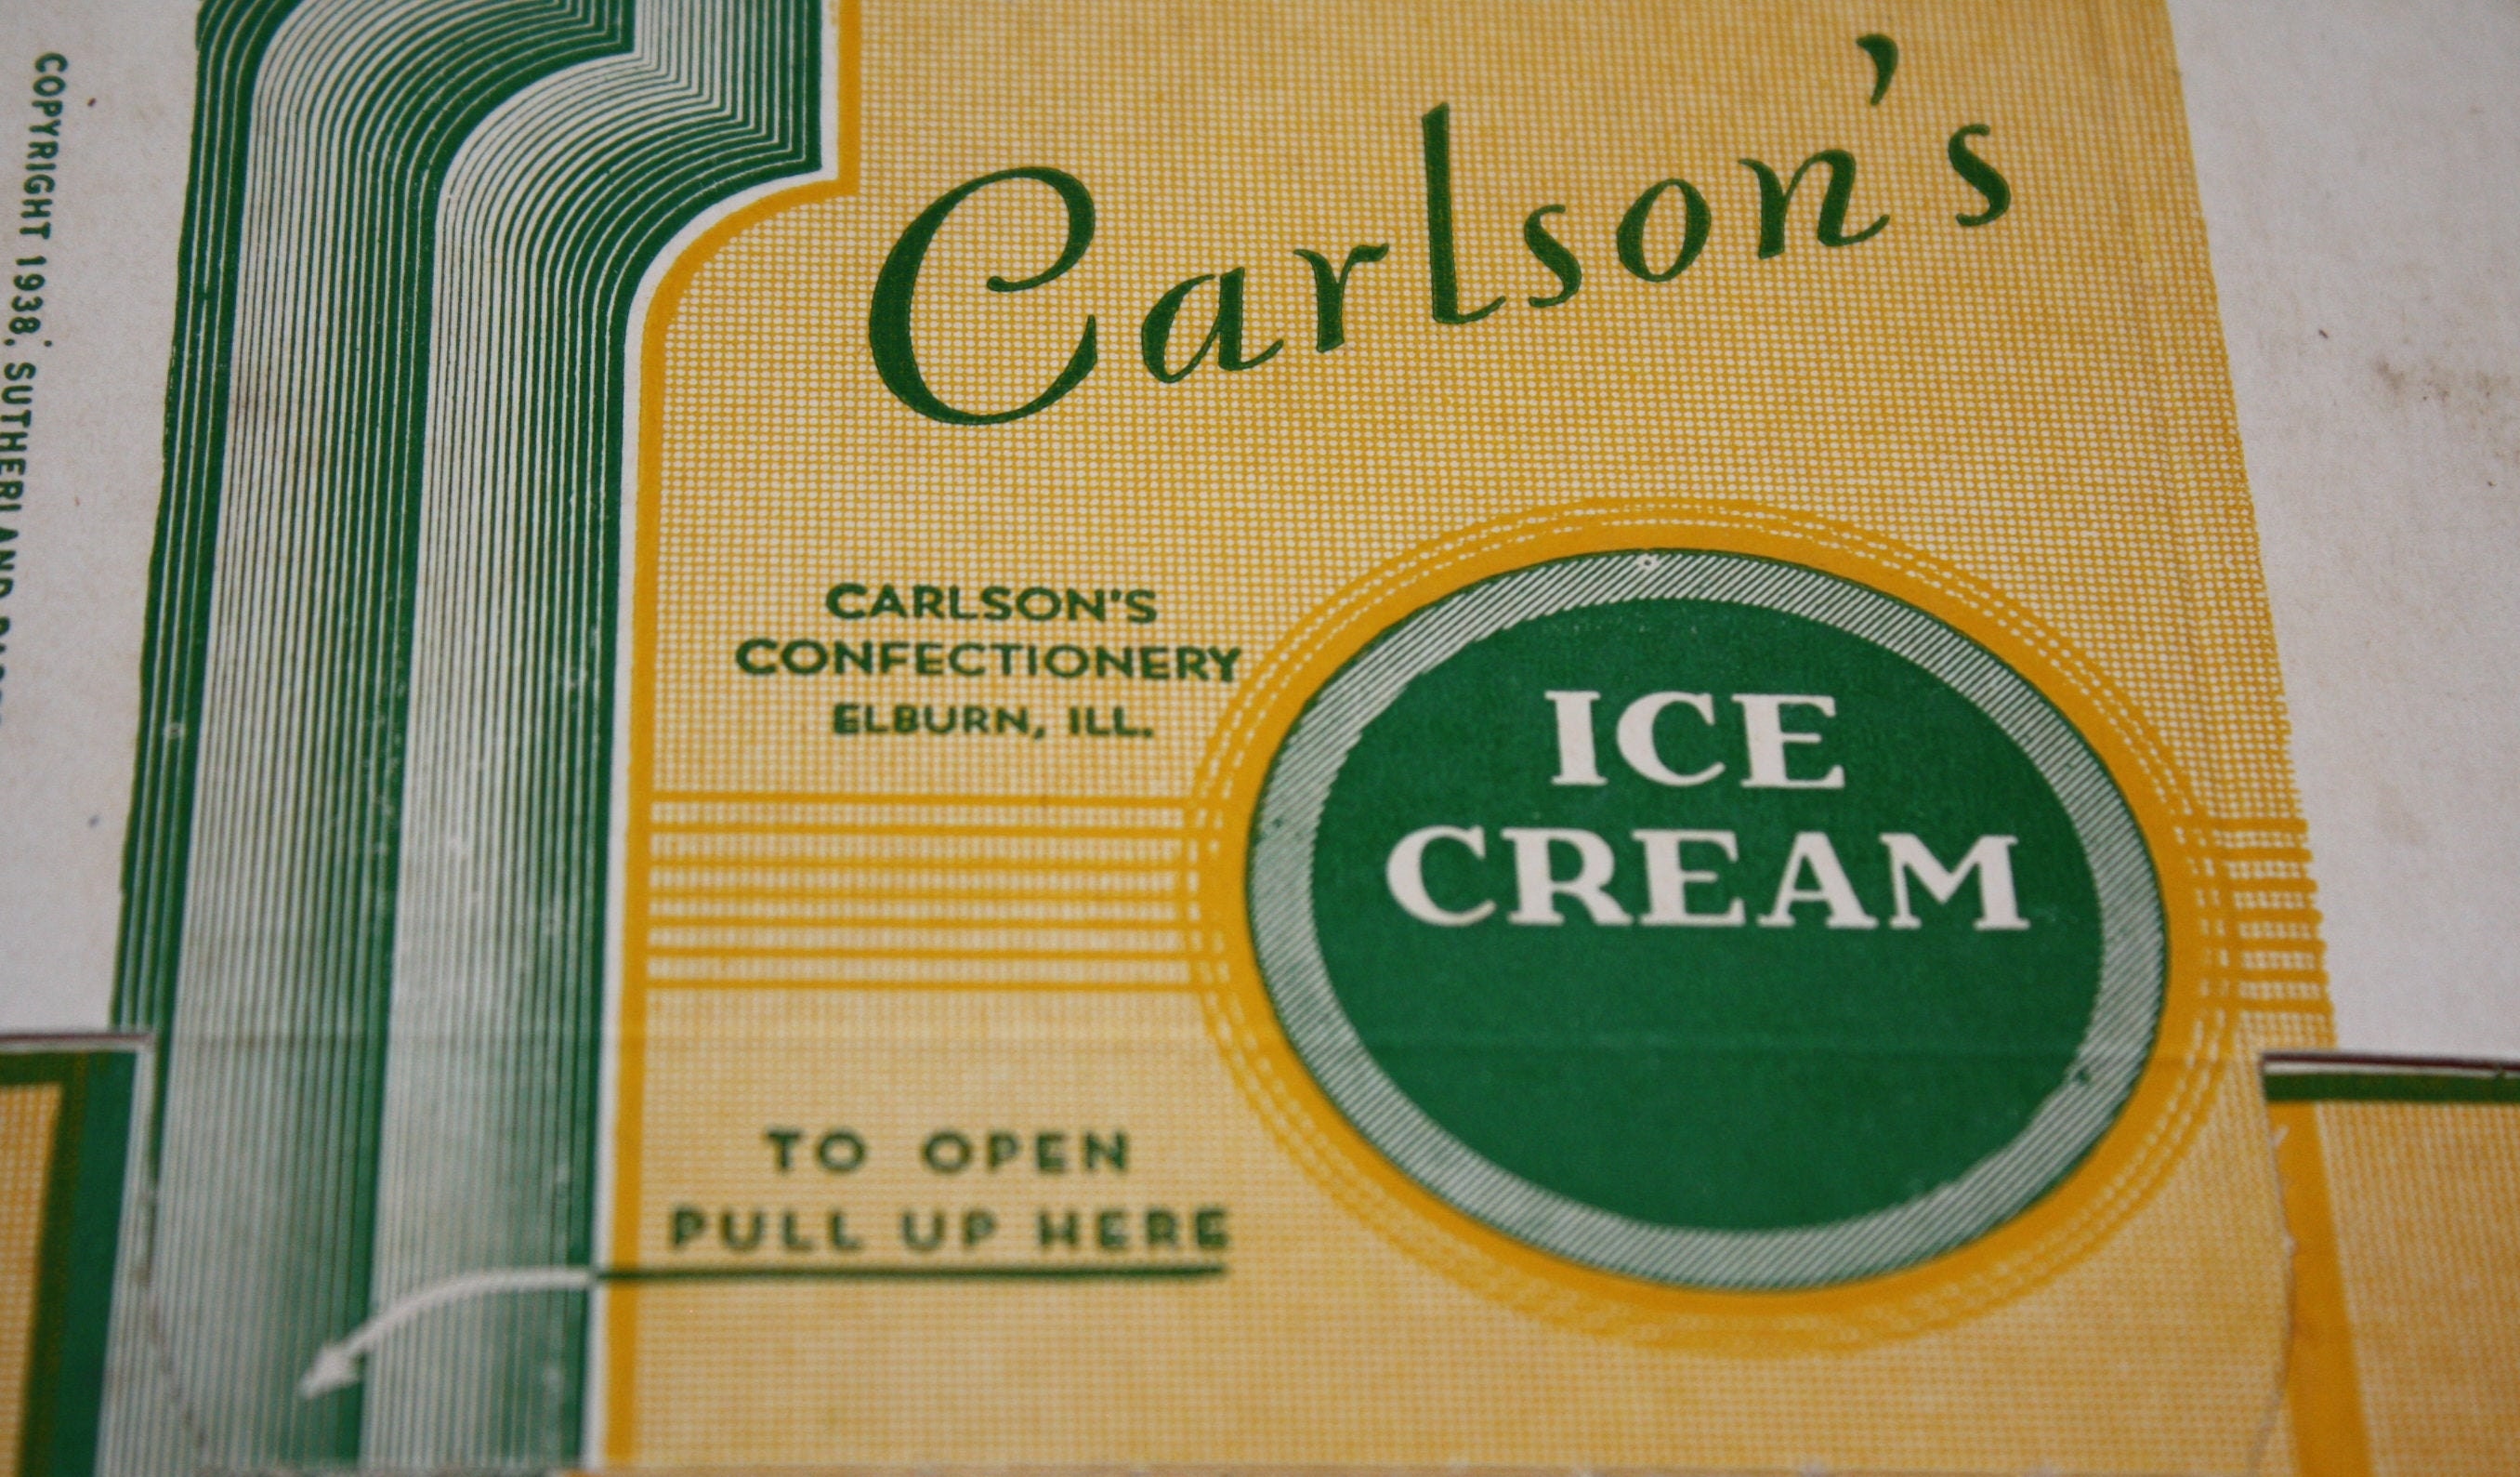 Carlson's
CARLSON'S
CONFECTIONERY
ELBURN, ILL.
ICE
CREAM
TO OPEN
PULL UP HERE
COPYRIGHT 1938, SUTHERLAND